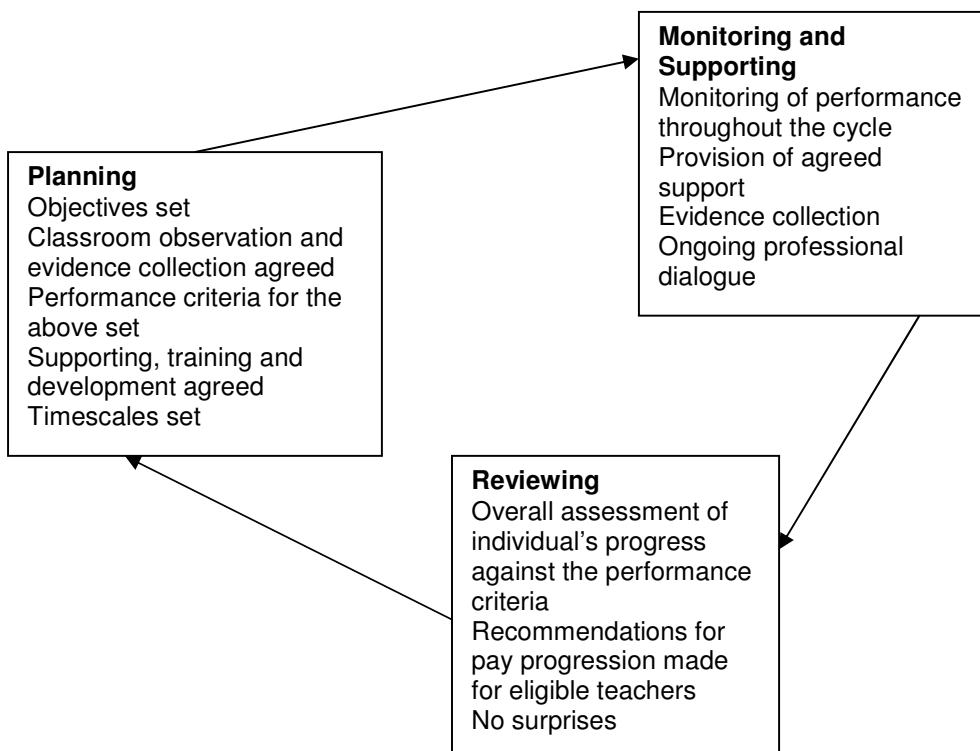 Planning
Objectives set
Classroom observation and
evidence collection agreed
Performance criteria for the
above set
Supporting, training and
development agreed
Timescales set
Monitoring and
Supporting
Monitoring of performance
throughout the cycle
Provision of agreed
support
Evidence collection
Ongoing professional
dialogue
Reviewing
Overall assessment of
individual’s progress
against the performance
criteria
Recommendations for
pay progression made
for eligible teachers
No surprises